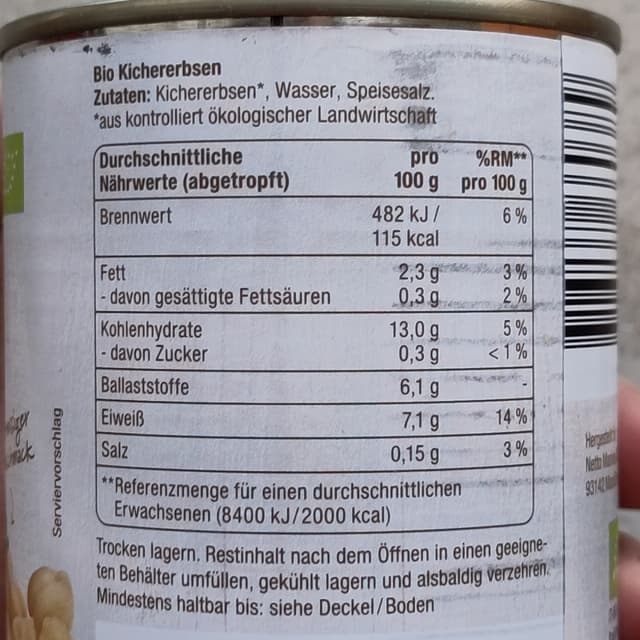 Bio Kichererbsen
Zutaten: Kichererbsen*, Wasser, Speisesalz.
*aus kontrolliert ökologischer Landwirtschaft
Durchschnittliche pro %RM**
Nährwerte (abgetropft) 100 g pro 100 g
Brennwert 482 kJ / 6 %
115 kcal
Fett 2,3 g 3 %
- davon gesättigte Fettsäuren 0,3 g 2 %
Kohlenhydrate 13,0 g 5 %
- davon Zucker 0,3 g < 1 %
Ballaststoffe 6,1 g -
Eiweiß 7,1 g 14 %
Salz 0,15 g 3 %
**Referenzmenge für einen durchschnittlichen
Erwachsenen (8400 kJ/2000 kcal)
Trocken lagern. Restinhalt nach dem Öffnen in einen geeigne-
ten Behälter umfüllen, gekühlt lagern und alsbaldig verzehren.
Mindestens haltbar bis: siehe Deckel/Boden
Serviervorschlag
Netto
93142